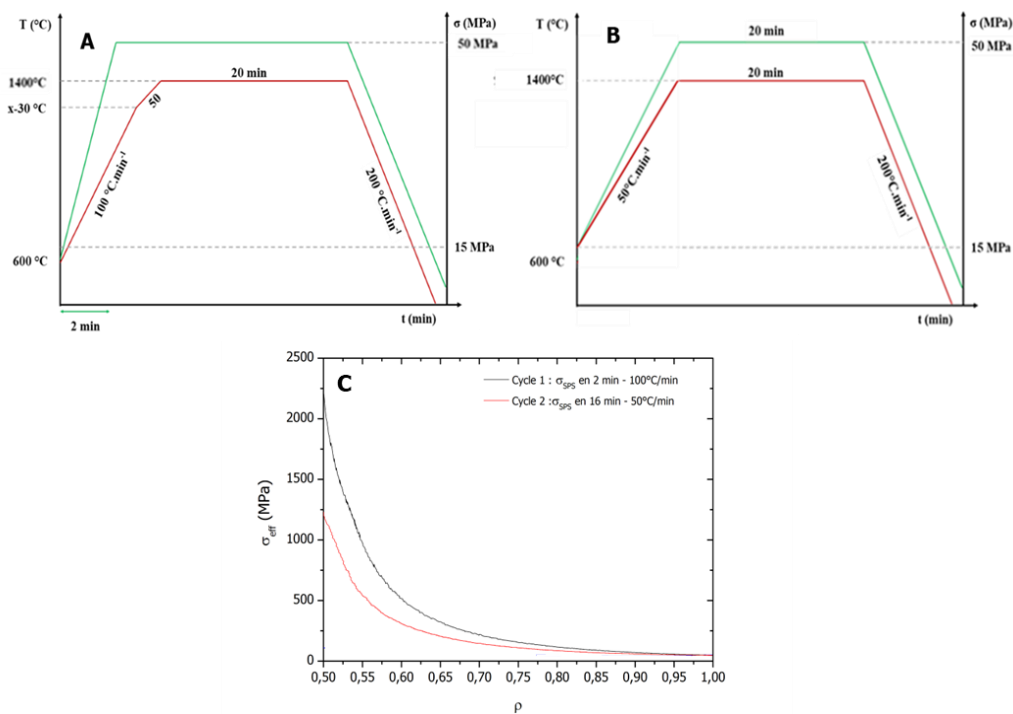 T (°C)
A
σ (MPa)
50 MPa
20 min
1400°C
x-30 °C
50
100 °C.min⁻¹
200 °C.min⁻¹
15 MPa
600 °C
2 min
t (min)
T (°C)
B
σ (MPa)
20 min
50 MPa
1400°C
50°C.min⁻¹
200°C.min⁻¹
15 MPa
600 °C
t (min)
C
Cycle 1 : σSPS en 2 min - 100°C/min
Cycle 2 :σSPS en 16 min - 50°C/min
σeff (MPa)
2500
2000
1500
1000
500
0
0,50 0,55 0,60 0,65 0,70 0,75 0,80 0,85 0,90 0,95 1,00
ρ